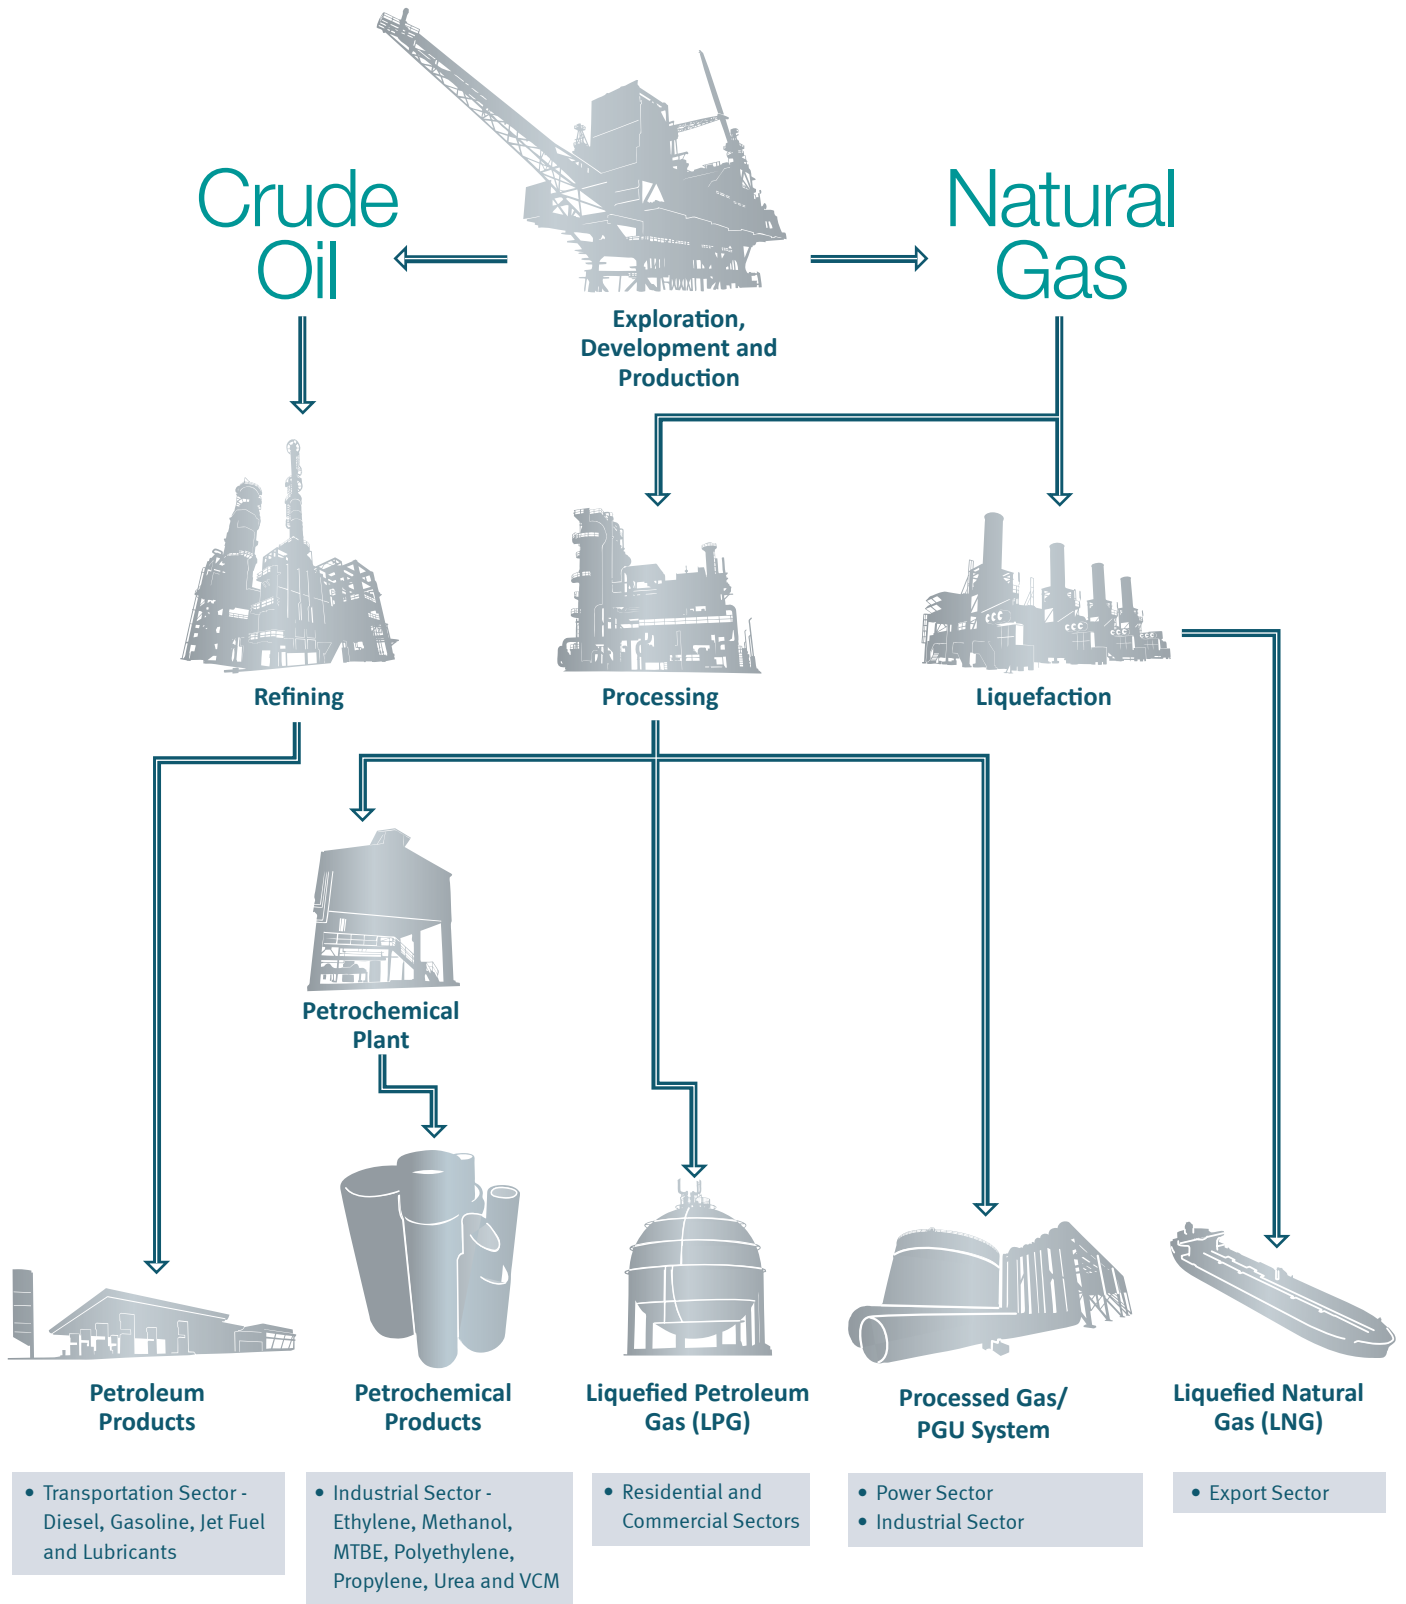 Crude
Oil
Natural
Gas
Exploration,
Development and
Production
Refining
Processing
Liquefaction
Petrochemical
Plant
Petroleum
Products
Petrochemical
Products
Liquefied Petroleum
Gas (LPG)
Processed Gas/
PGU System
Liquefied Natural
Gas (LNG)
• Transportation Sector -
Diesel, Gasoline, Jet Fuel
and Lubricants
• Industrial Sector -
Ethylene, Methanol,
MTBE, Polyethylene,
Propylene, Urea and VCM
• Residential and
Commercial Sectors
• Power Sector
• Industrial Sector
• Export Sector